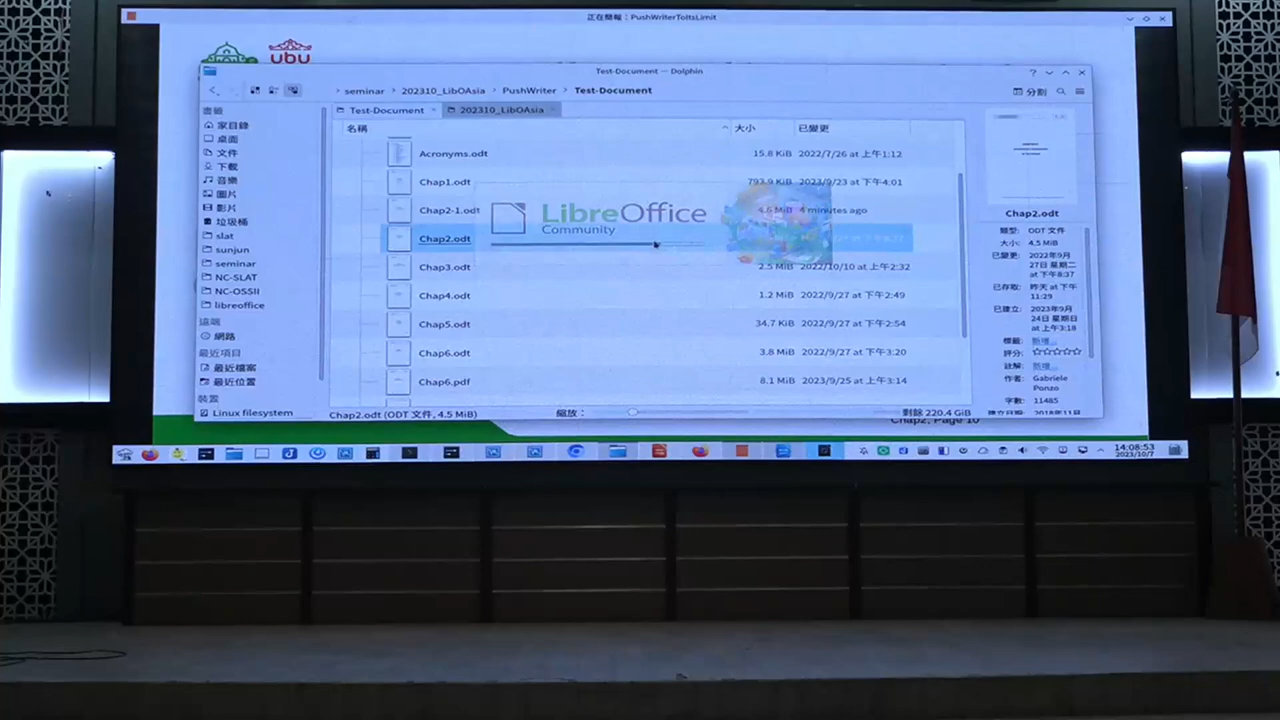 正在簡報：PushWriterToItsLimit
UBU
Test-Document — Dolphin
seminar 202310_LibOAsia PushWriter Test-Document
分割
Test-Document 202310_LibOAsia
書籤
名稱 大小 已變更
家目錄
桌面
文件
下載
音樂
圖片
影片
垃圾桶
slat
sunjun
seminar
NC-SLAT
NC-OSSII
libreoffice
遠端
網路
最近項目
最近檔案
最近位置
裝置
Linux filesystem
Acronyms.odt 15.8 KiB 2022/7/26 at 上午1:12
Chap1.odt 793.9 KiB 2023/9/23 at 下午4:01
Chap2-1.odt 4.6 MiB 4 minutes ago
Chap2.odt
LibreOffice
Community
Chap3.odt 2.5 MiB 2022/10/10 at 上午2:32
Chap4.odt 1.2 MiB 2022/9/27 at 下午2:49
Chap5.odt 34.7 KiB 2022/9/27 at 下午2:54
Chap6.odt 3.8 MiB 2022/9/27 at 下午3:20
Chap6.pdf 8.1 MiB 2023/9/25 at 上午3:14
Chap2.odt (ODT 文件, 4.5 MiB) 縮放： 剩餘 220.4 GiB
Chap2.odt
類型： ODT 文件
大小： 4.5 MiB
已變更： 2022年9月
27日 星期二
at 下午8:37
已存取： 昨天 at 下午
11:29
已建立： 2023年9月
24日 星期日
at 上午3:18
標籤： 新增...
評分：
註解： 新增...
作者： Gabriele
Ponzo
字數： 11485
建立日期： 2018年11月
Chap2, Page 10
14:08:53
2023/10/7